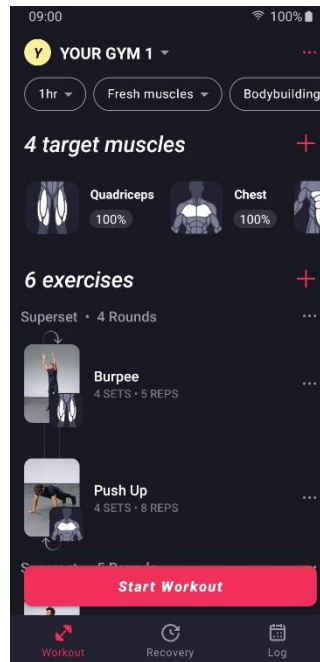 09:00 100%
Y YOUR GYM 1
1hr Fresh muscles Bodybuilding
4 target muscles
Quadriceps Chest
100% 100%
6 exercises
Superset • 4 Rounds
Burpee
4 SETS • 5 REPS
Push Up
4 SETS • 8 REPS
Start Workout
Workout Recovery Log